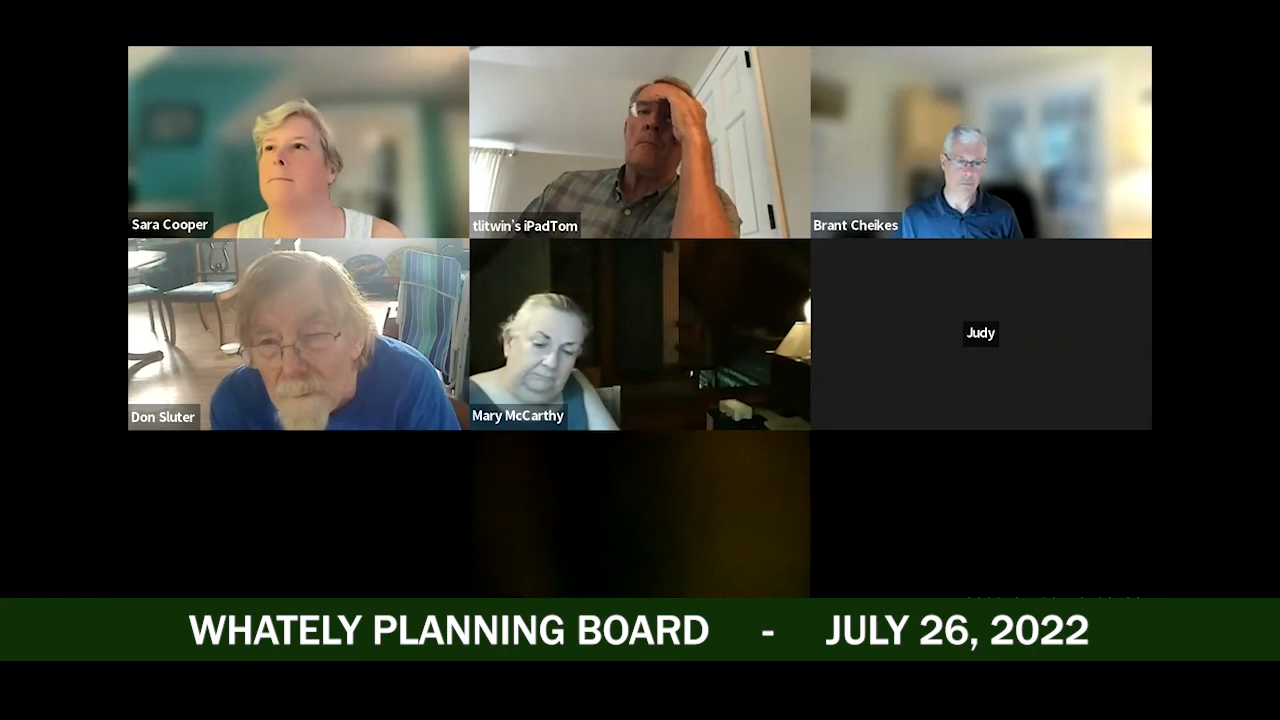 Sara Cooper
tlitwin's iPadTom
Brant Cheikes
Don Sluter
Mary McCarthy
Judy
WHATELY PLANNING BOARD - JULY 26, 2022